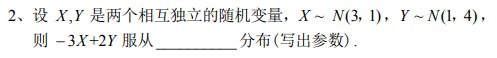 2、设 X,Y 是两个相互独立的随机变量，X ~ N(3, 1)，Y ~ N(1, 4)，
则 －3X+2Y 服从__________分布(写出参数)．